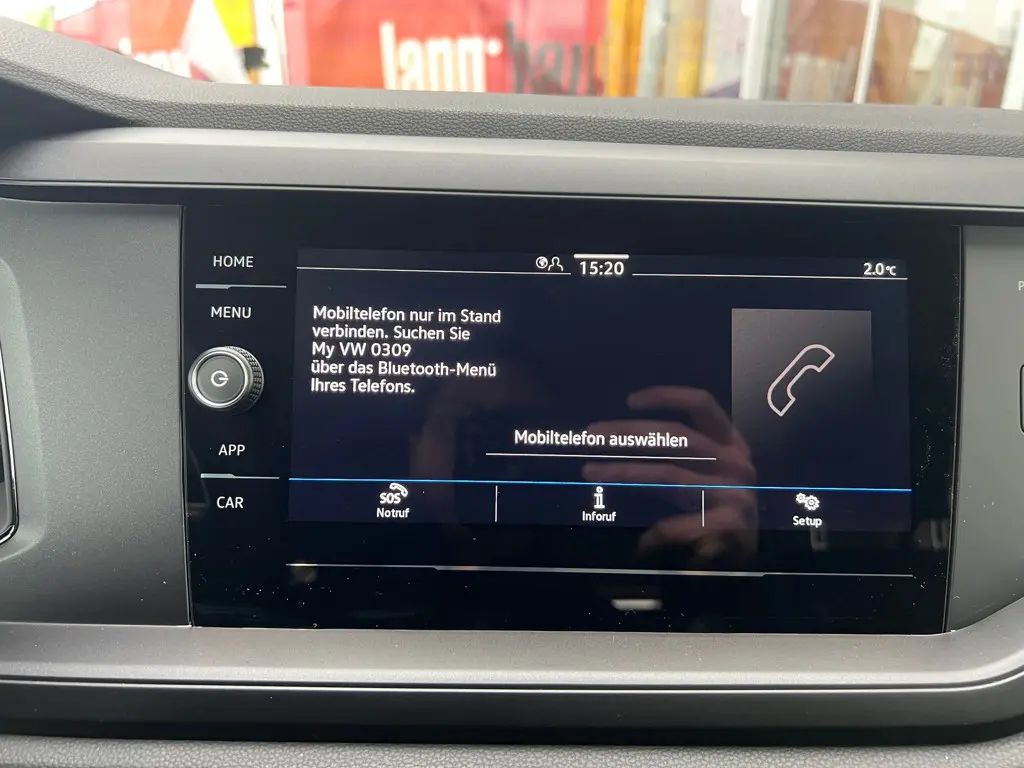 HOME
MENU
APP
CAR
15:20
2.0°C
Mobiltelefon nur im Stand
verbinden. Suchen Sie
My VW 0309
über das Bluetooth-Menü
Ihres Telefons.
Mobiltelefon auswählen
SOS
Notruf
Inforuf
Setup